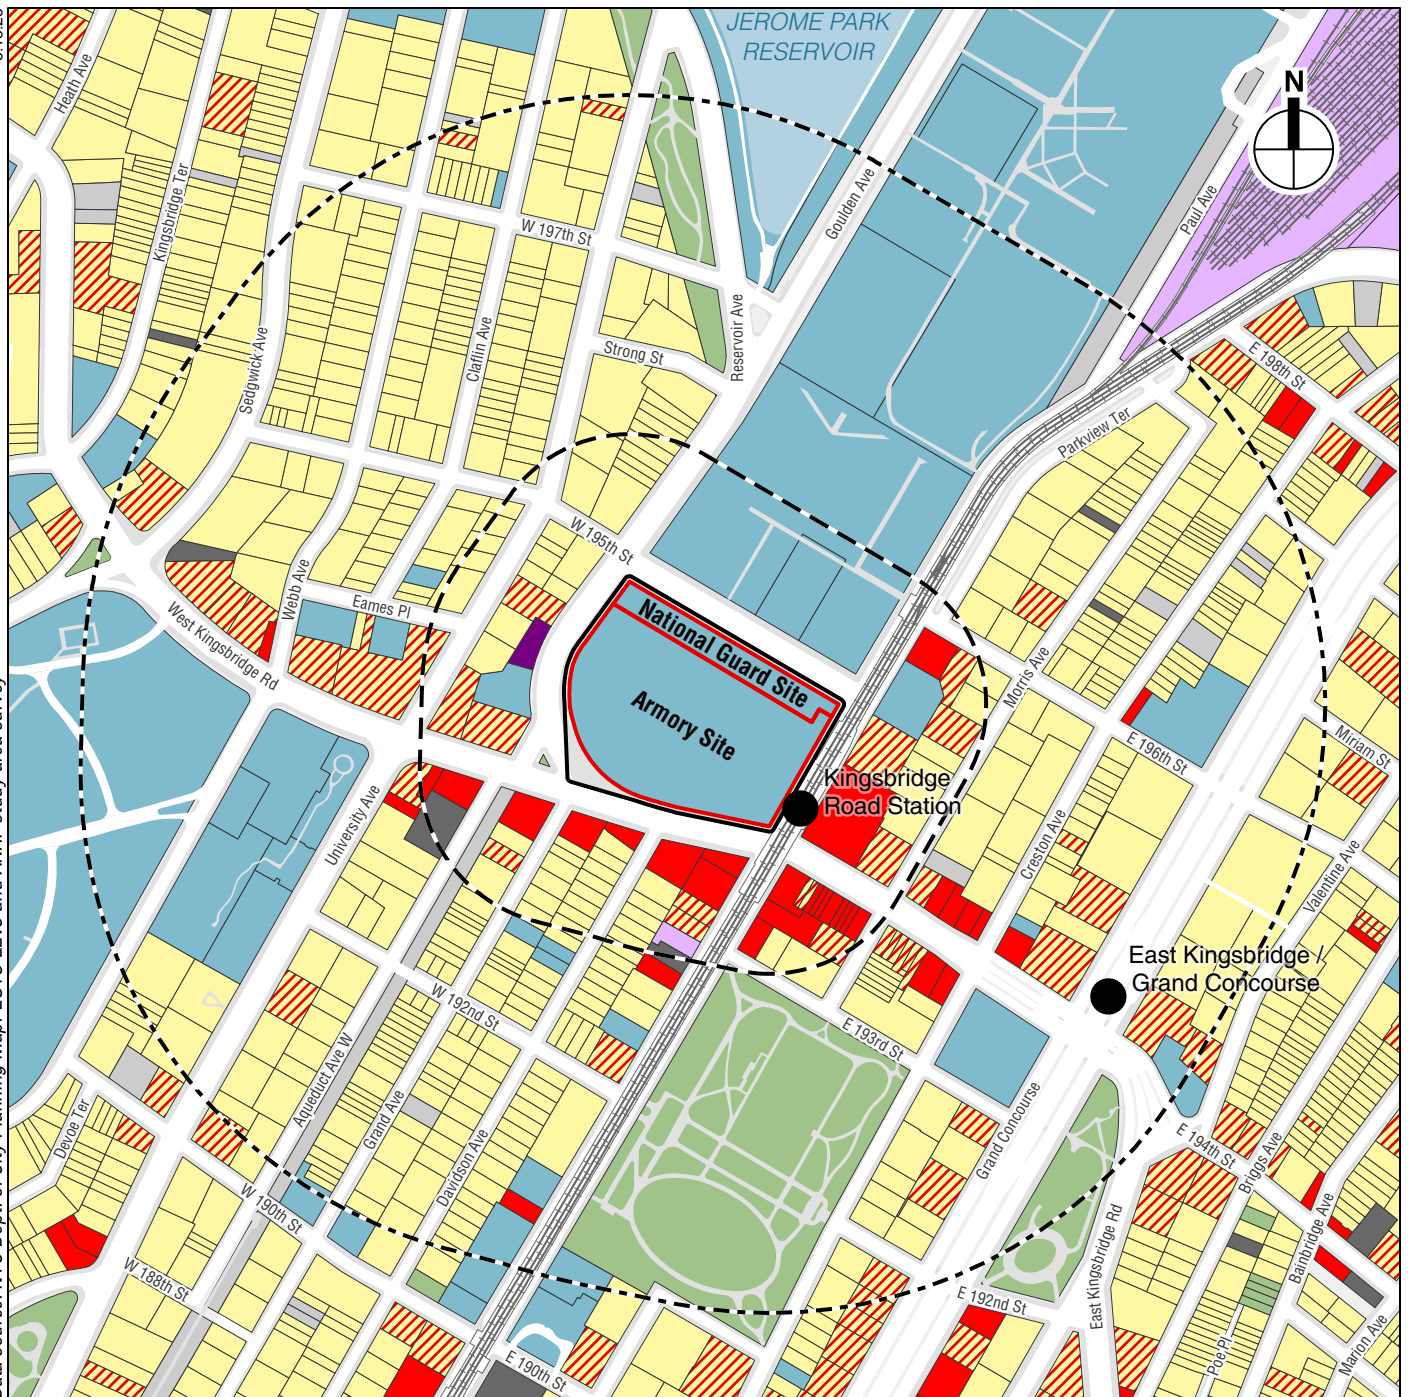 JEROME PARK
RESERVOIR
N
Heath Ave
Kingsbridge Ter
Goulden Ave
Paul Ave
W 197th St
Sedgwick Ave
Claflin Ave
Reservoir Ave
Strong St
E 198th St
Parkview Ter
W 195th St
Webb Ave
Eames Pl
West Kingsbridge Rd
National Guard Site
Armory Site
Morris Ave
E 196th St
Miriam St
Kingsbridge
Road Station
University Ave
Creston Ave
Valentine Ave
East Kingsbridge /
Grand Concourse
W 192nd St
E 193rd St
Aqueduct Ave W
Grand Ave
Davidson Ave
Devoe Ter
Grand Concourse
E 194th St
Briggs Ave
W 190th St
Bainbridge Ave
East Kingsbridge Rd
W 188th St
E 192nd St
E 190th St
Poe Pl
Marion Ave